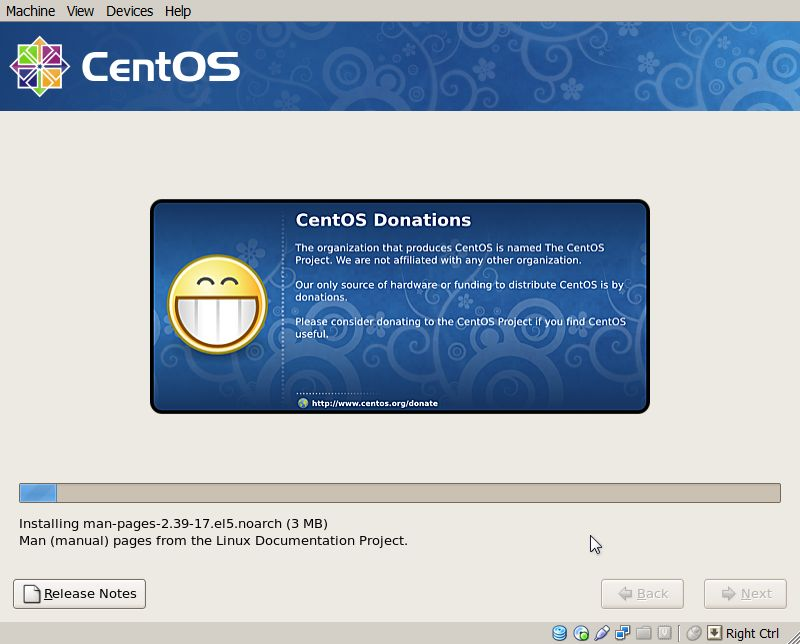 Machine View Devices Help
CentOS
CentOS Donations
The organization that produces CentOS is named The CentOS
Project. We are not affiliated with any other organization.
Our only source of hardware or funding to distribute CentOS is by
donations.
Please consider donating to the CentOS Project if you find CentOS
useful.
http://www.centos.org/donate
Installing man-pages-2.39-17.el5.noarch (3 MB)
Man (manual) pages from the Linux Documentation Project.
Release Notes
Back
Next
Right Ctrl